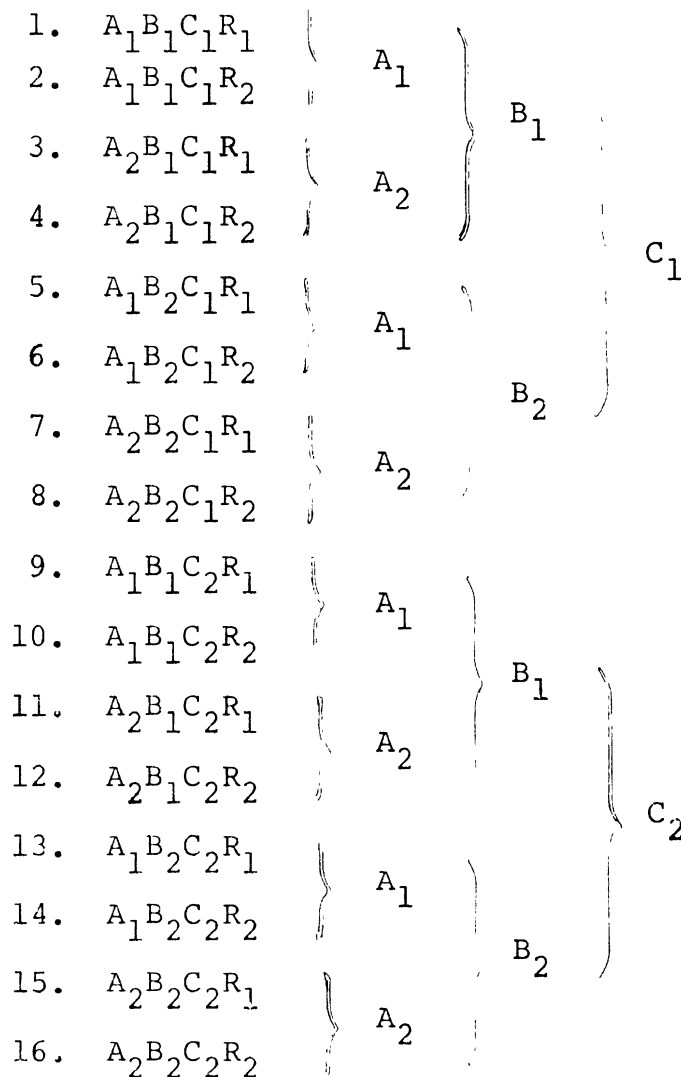 1. A₁B₁C₁R₁
A₁
2. A₁B₁C₁R₂
B₁
3. A₂B₁C₁R₁
A₂
4. A₂B₁C₁R₂
C₁
5. A₁B₂C₁R₁
A₁
6. A₁B₂C₁R₂
B₂
7. A₂B₂C₁R₁
A₂
8. A₂B₂C₁R₂
9. A₁B₁C₂R₁
A₁
10. A₁B₁C₂R₂
B₁
11. A₂B₁C₂R₁
A₂
12. A₂B₁C₂R₂
C₂
13. A₁B₂C₂R₁
A₁
14. A₁B₂C₂R₂
B₂
15. A₂B₂C₂R₁
A₂
16. A₂B₂C₂R₂